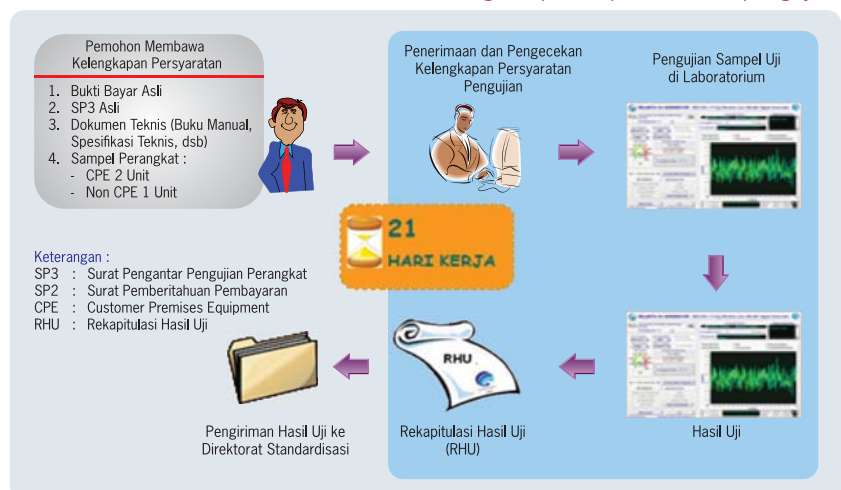 Pemohon Membawa
Kelengkapan Persyaratan
1. Bukti Bayar Asli
2. SP3 Asli
3. Dokumen Teknis (Buku Manual,
Spesifikasi Teknis, dsb)
4. Sampel Perangkat :
- CPE 2 Unit
- Non CPE 1 Unit
Penerimaan dan Pengecekan
Kelengkapan Persyaratan
Pengujian
Pengujian Sampel Uji
di Laboratorium
21
HARI KERJA
Keterangan :
SP3 : Surat Pengantar Pengujian Perangkat
SP2 : Surat Pemberitahuan Pembayaran
CPE : Customer Premises Equipment
RHU : Rekapitulasi Hasil Uji
RHU
Pengiriman Hasil Uji ke
Direktorat Standardisasi
Rekapitulasi Hasil Uji
(RHU)
Hasil Uji